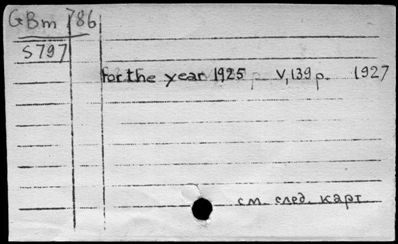 GBm 786
S797
for the year 1925 p. V,139 p. 1927
см. след. карт